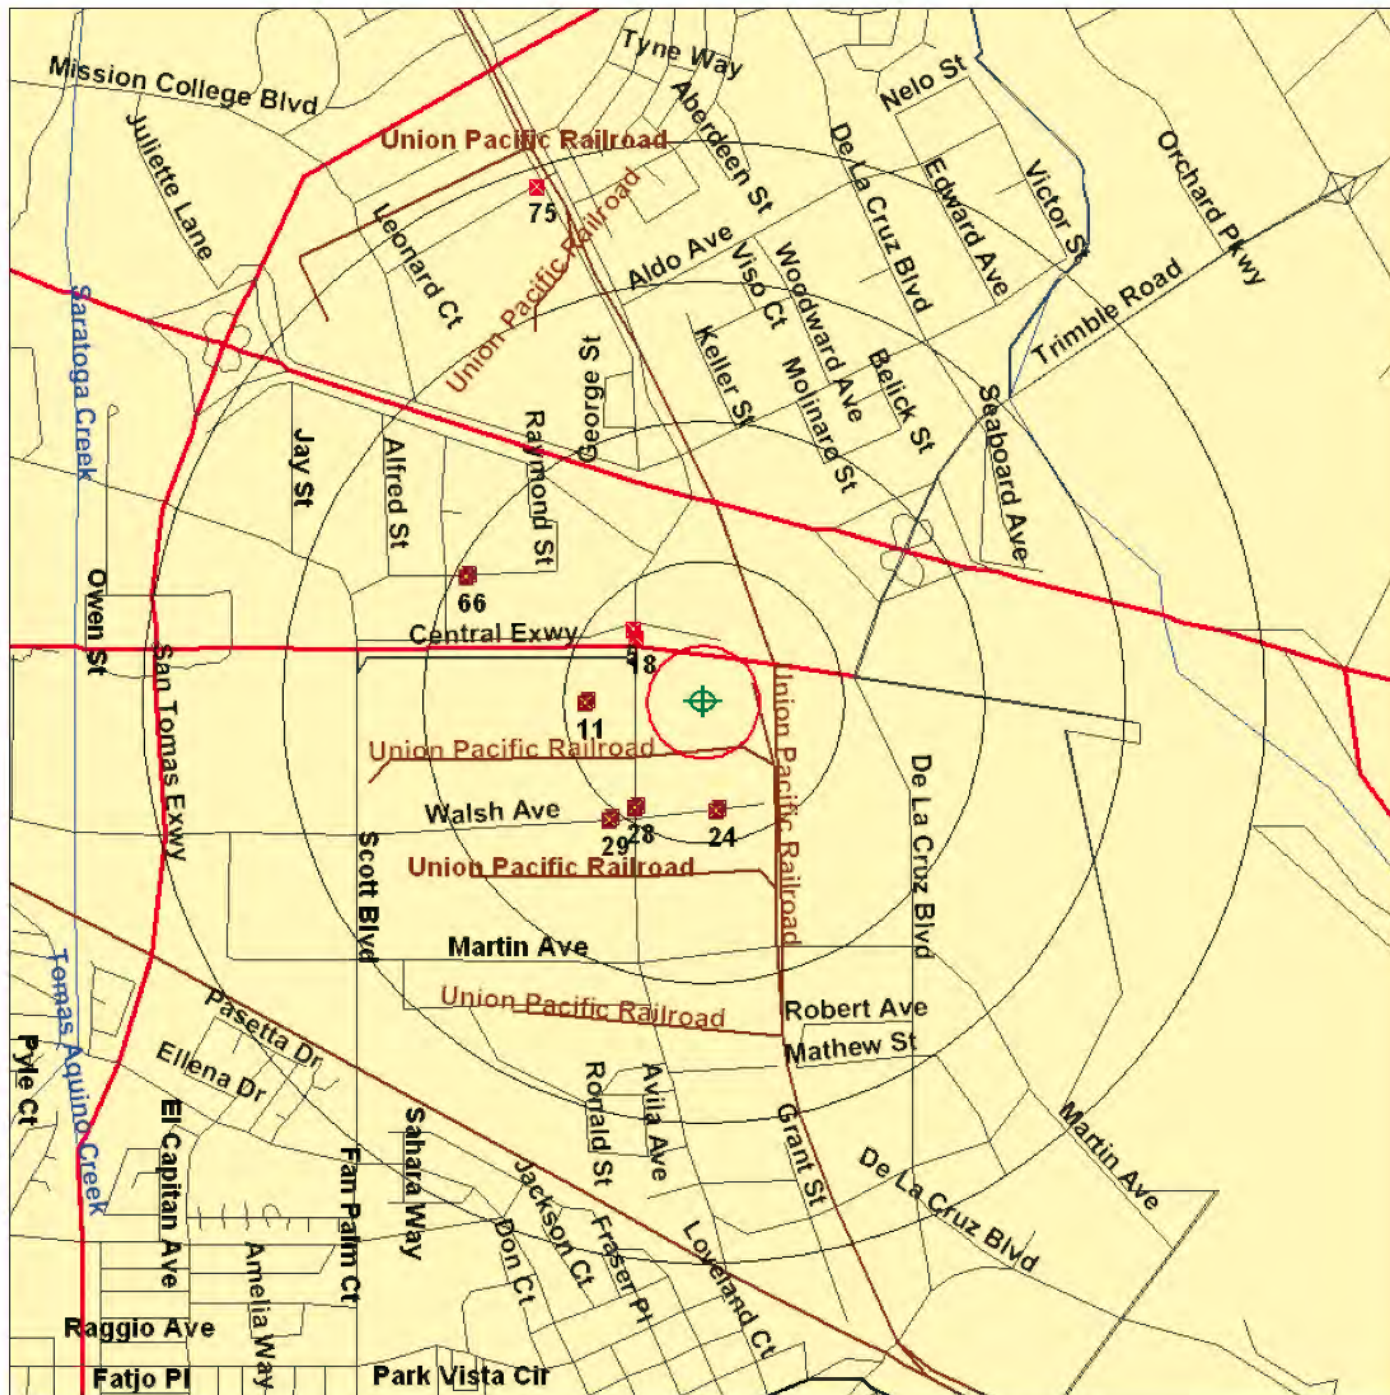 Tyne Way
Mission College Blvd
Nelo St
Aberdeen St
Juliette Lane
Union Pacific Railroad
De La Cruz Blvd
Orchard Pkwy
Edward Ave
Victor St
75
Union Pacific Railroad
Leonard Ct
Aldo Ave
Viso Ct
Woodward Ave
Trimble Road
Saratoga Creek
George St
Keller St
Molinard St
Belick St
Seaboard Ave
Jay St
Alfred St
Raymond St
Owen St
66
Central Exwy
18
San Tomas Exwy
11
Union Pacific Railroad
Union Pacific Railroad
De La Cruz Blvd
Walsh Ave
29
28
24
Scott Blvd
Union Pacific Railroad
Martin Ave
Tomas Aquino Creek
Pasetta Dr
Union Pacific Railroad
Robert Ave
Pyle Ct
Ellena Dr
Mathew St
Ronald St
Avila Ave
El Capitan Ave
Fan Palm Ct
Sahara Way
Grant St
Martin Ave
De La Cruz Blvd
Jackson Ct
Don Ct
Fraser Pl
Loveland Ct
Amelia Way
Raggio Ave
Fatjo Pl
Park Vista Cir